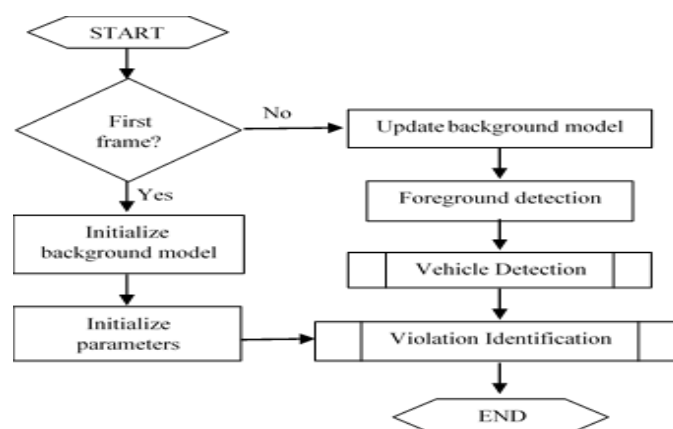 START
First
frame?
No
Update background model
Yes
Foreground detection
Initialize
background model
Vehicle Detection
Initialize
parameters
Violation Identification
END